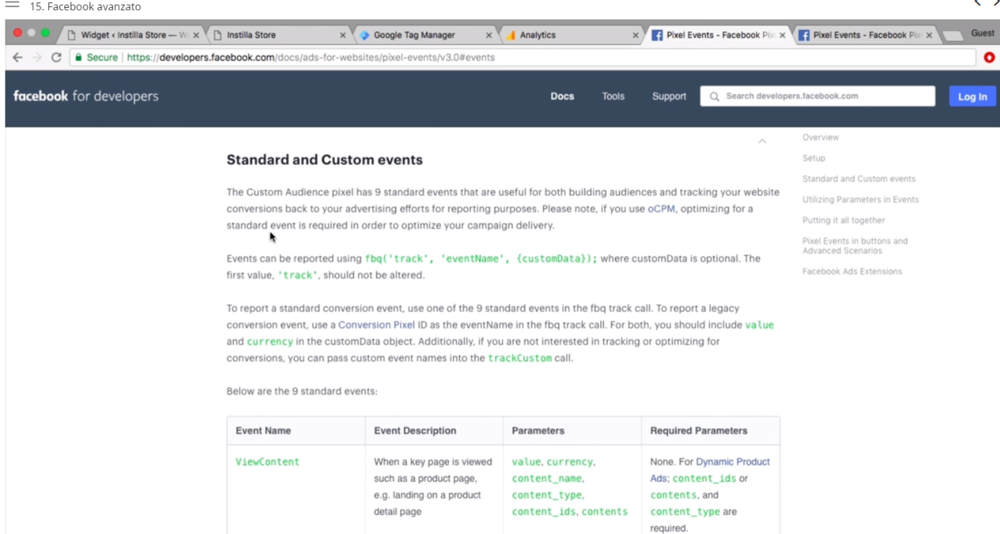 15. Facebook avanzato
Widget ‹ Instilla Store — W
Instilla Store
Google Tag Manager
Analytics
Pixel Events - Facebook Pix
Pixel Events - Facebook Pix
Guest
Secure
https://developers.facebook.com/docs/ads-for-websites/pixel-events/v3.0#events
facebook for developers
Docs
Tools
Support
Search developers.facebook.com
Log In
Standard and Custom events
The Custom Audience pixel has 9 standard events that are useful for both building audiences and tracking your website
conversions back to your advertising efforts for reporting purposes. Please note, if you use oCPM, optimizing for a
standard event is required in order to optimize your campaign delivery.
Events can be reported using fbq('track', 'eventName', {customData}); where customData is optional. The
first value, 'track', should not be altered.
To report a standard conversion event, use one of the 9 standard events in the fbq track call. To report a legacy
conversion event, use a Conversion Pixel ID as the eventName in the fbq track call. For both, you should include value
and currency in the customData object. Additionally, if you are not interested in tracking or optimizing for
conversions, you can pass custom event names into the trackCustom call.
Below are the 9 standard events:
Event Name
Event Description
Parameters
Required Parameters
ViewContent
When a key page is viewed
such as a product page,
e.g. landing on a product
detail page
value, currency,
content_name,
content_type,
content_ids, contents
None. For Dynamic Product
Ads; content_ids or
contents, and
content_type are
required.
Overview
Setup
Standard and Custom events
Utilizing Parameters in Events
Putting it all together
Pixel Events in buttons and
Advanced Scenarios
Facebook Ads Extensions